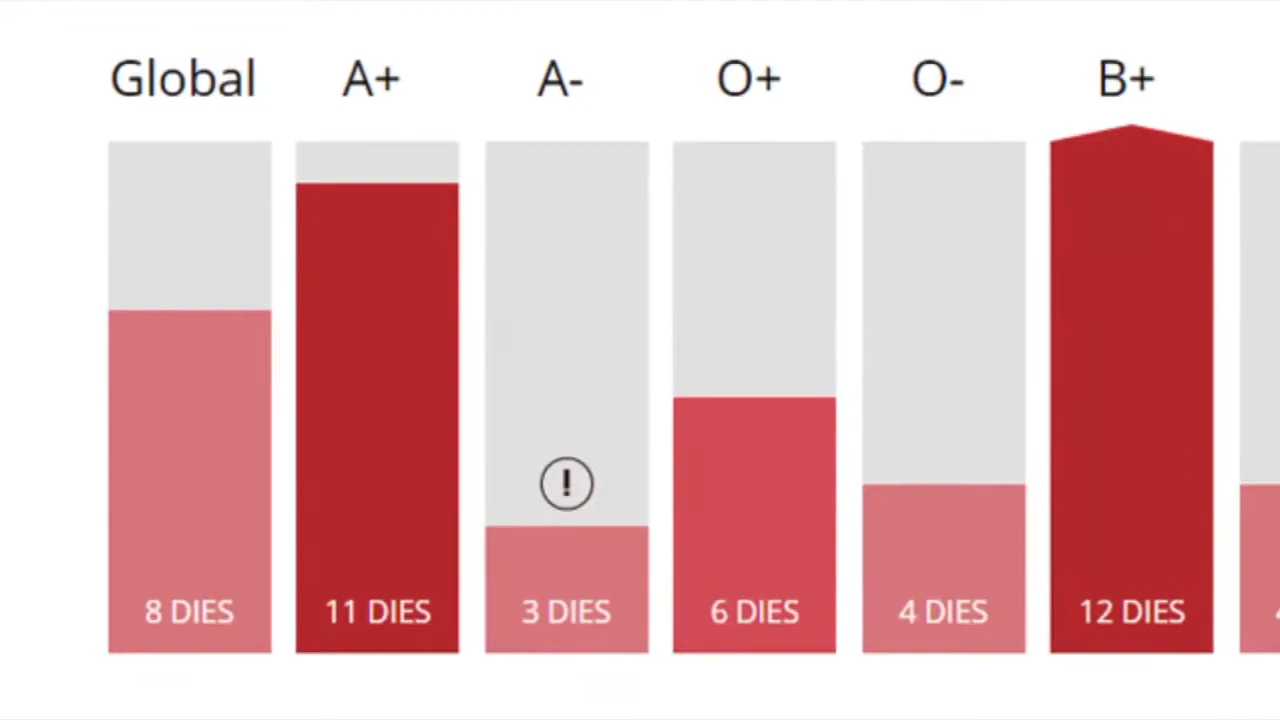 Global A+ A- O+ O- B+
!
8 DIES 11 DIES 3 DIES 6 DIES 4 DIES 12 DIES